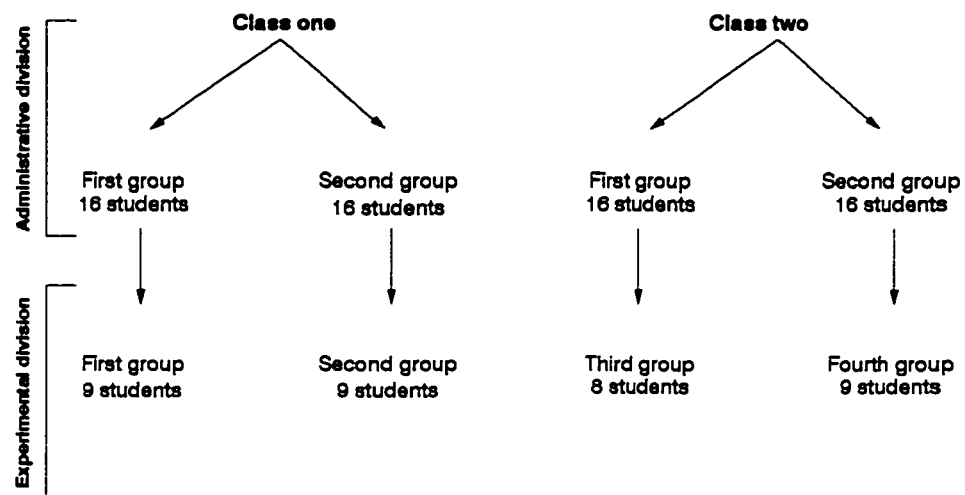 Class one
Class two
Administrative division
First group
16 students
Second group
16 students
First group
16 students
Second group
16 students
Experimental division
First group
9 students
Second group
9 students
Third group
8 students
Fourth group
9 students